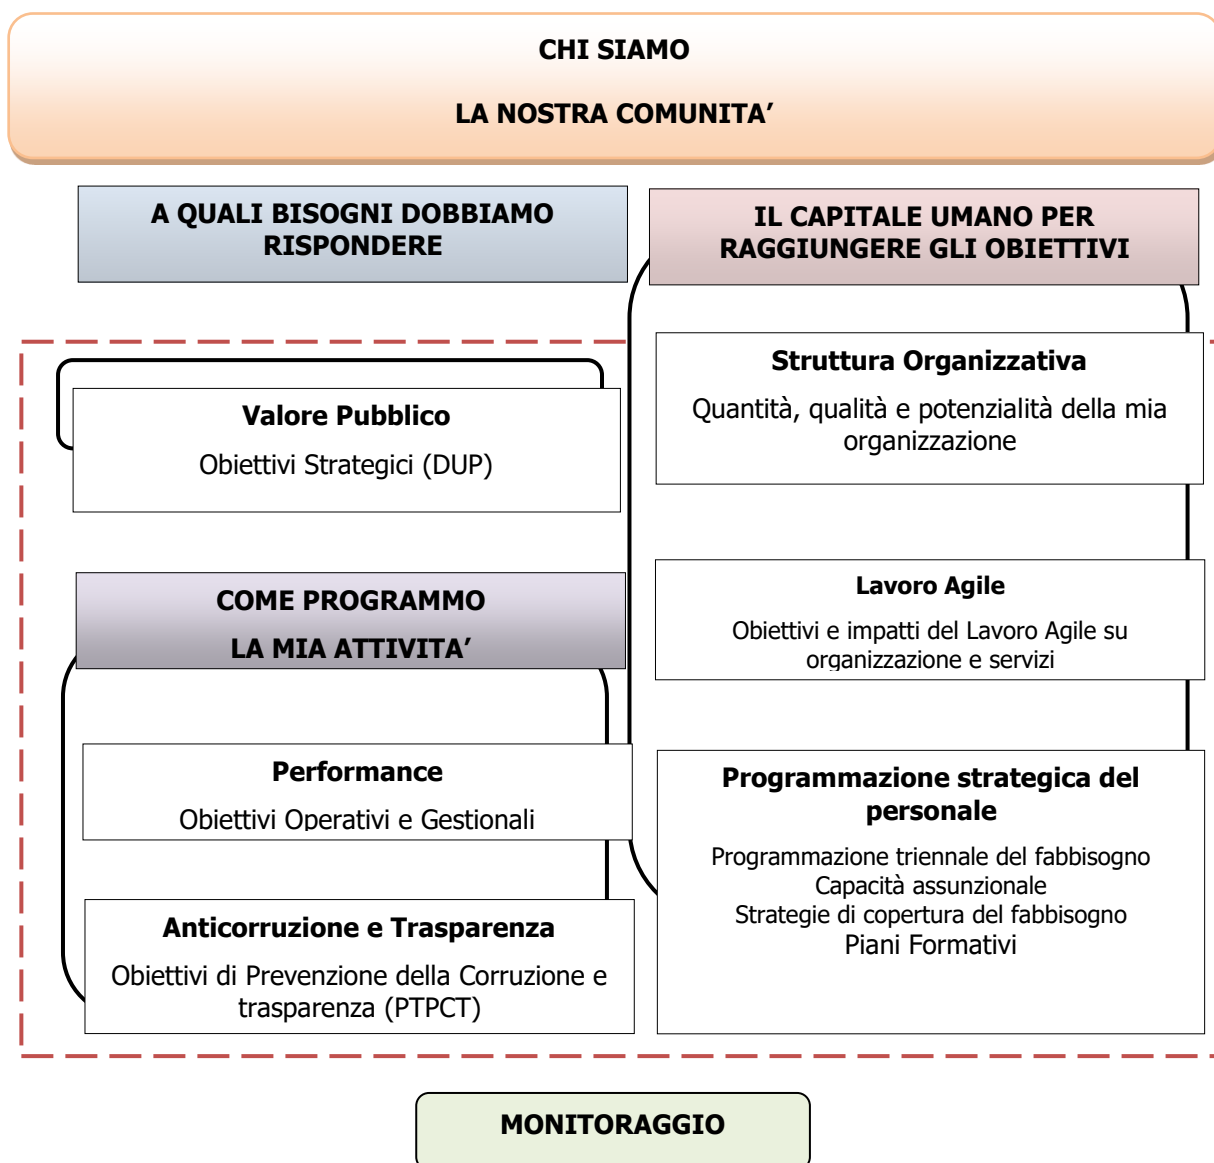 CHI SIAMO
LA NOSTRA COMUNITA’
A QUALI BISOGNI DOBBIAMO
RISPONDERE
Valore Pubblico
Obiettivi Strategici (DUP)
COME PROGRAMMO
LA MIA ATTIVITA’
Performance
Obiettivi Operativi e Gestionali
Anticorruzione e Trasparenza
Obiettivi di Prevenzione della Corruzione e
trasparenza (PTPCT)
IL CAPITALE UMANO PER
RAGGIUNGERE GLI OBIETTIVI
Struttura Organizzativa
Quantità, qualità e potenzialità della mia
organizzazione
Lavoro Agile
Obiettivi e impatti del Lavoro Agile su
organizzazione e servizi
Programmazione strategica del
personale
Programmazione triennale del fabbisogno
Capacità assunzionale
Strategie di copertura del fabbisogno
Piani Formativi
MONITORAGGIO